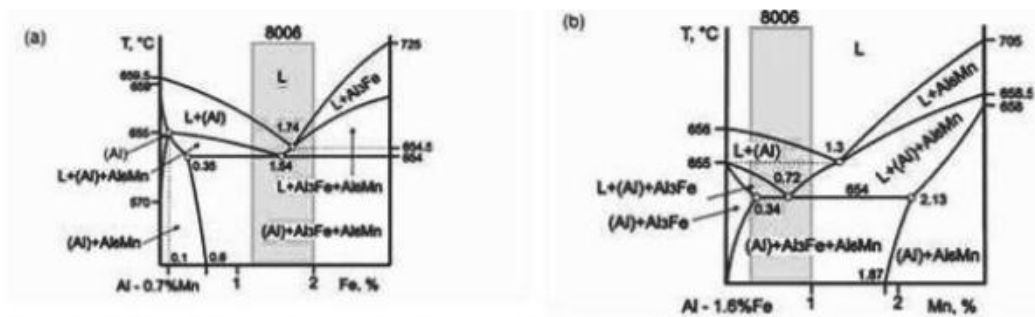 (a)
8006
T, °C
725
659.5
659
L
L+Al3Fe
L+(Al)
1.74
655
(Al)
654.5
654
0.35
1.54
L+(Al)+Al6Mn
L+Al3Fe+Al6Mn
570
(Al)+Al6Mn
(Al)+Al3Fe+Al6Mn
0.1
0.6
Al - 0.7%Mn
1
2
Fe, %
(b)
8006
T, °C
L
705
L+Al6Mn
658.5
658
656
L+(Al)
1.3
655
L+(Al)+Al6Mn
0.72
L+(Al)+Al3Fe
654
0.34
2.13
(Al)+Al3Fe
(Al)+Al3Fe+Al6Mn
(Al)+Al6Mn
1.87
Al - 1.6%Fe
1
2
Mn, %